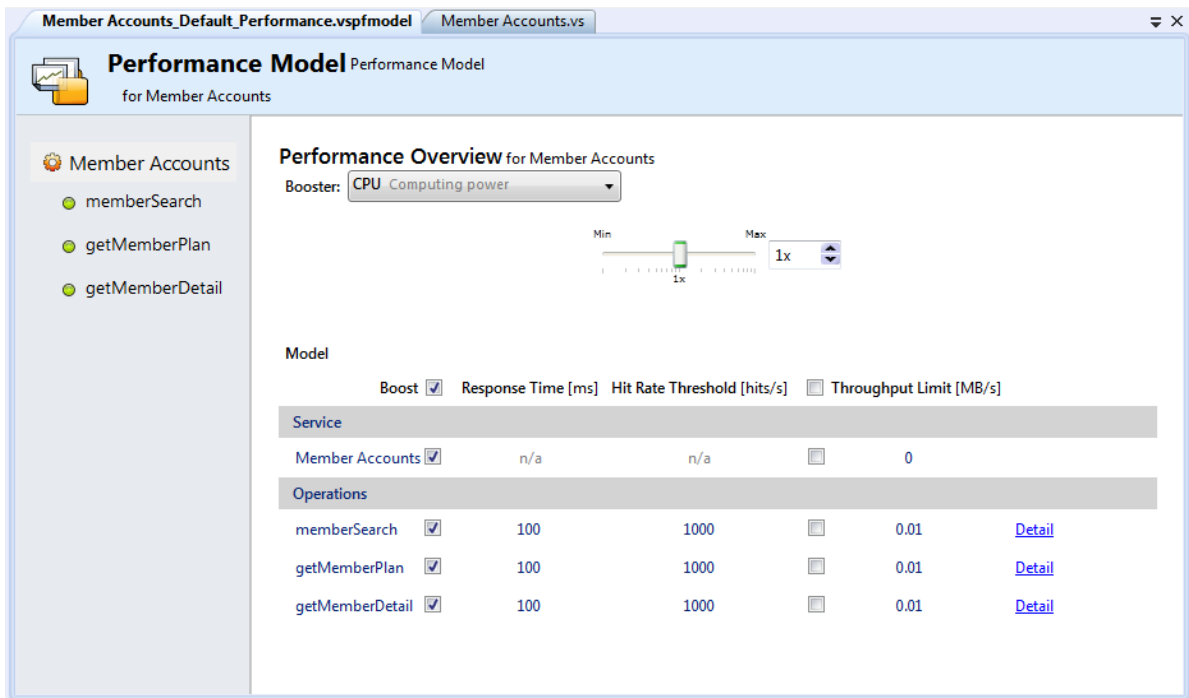 Member Accounts_Default_Performance.vspfmodel Member Accounts.vs
Performance Model Performance Model
for Member Accounts
Member Accounts
memberSearch
getMemberPlan
getMemberDetail
Performance Overview for Member Accounts
Booster: CPU Computing power
Min Max
1x
1x
Model
Boost Response Time [ms] Hit Rate Threshold [hits/s] Throughput Limit [MB/s]
Service
Member Accounts n/a n/a 0
Operations
memberSearch 100 1000 0.01 Detail
getMemberPlan 100 1000 0.01 Detail
getMemberDetail 100 1000 0.01 Detail